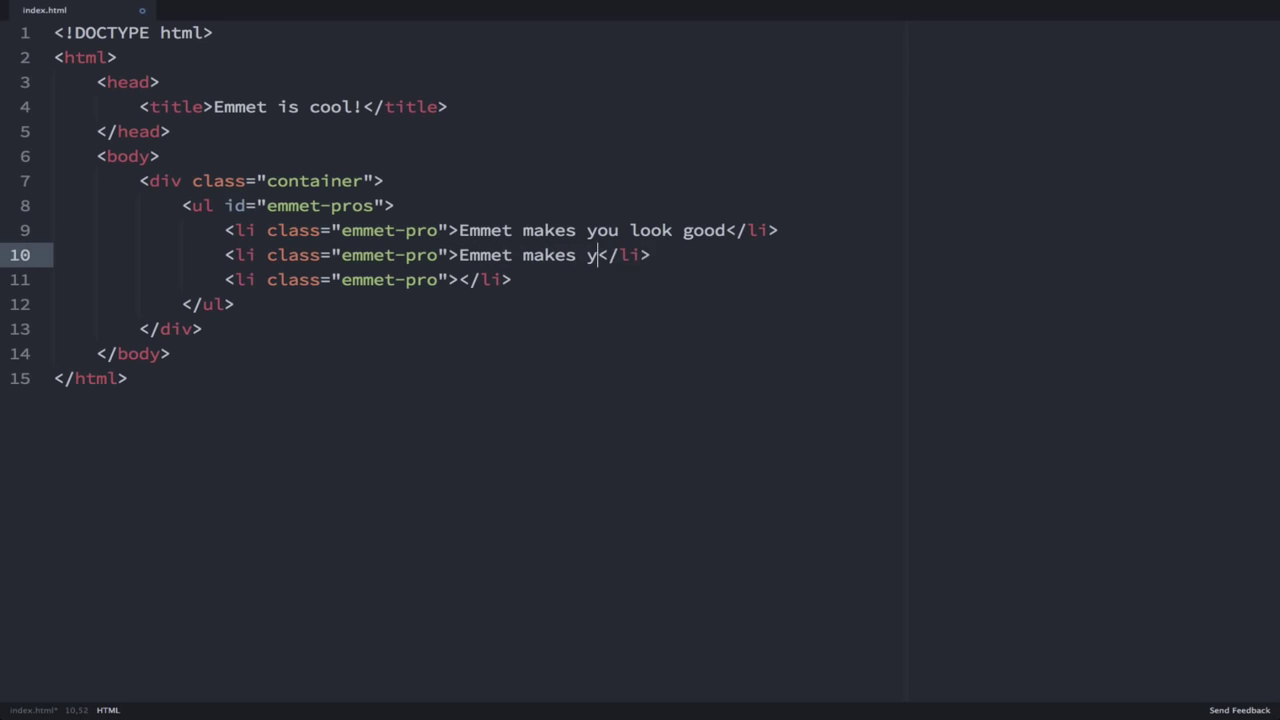 index.html
1 <!DOCTYPE html>
2 <html>
3 <head>
4 <title>Emmet is cool!</title>
5 </head>
6 <body>
7 <div class="container">
8 <ul id="emmet-pros">
9 <li class="emmet-pro">Emmet makes you look good</li>
10 <li class="emmet-pro">Emmet makes y</li>
11 <li class="emmet-pro"></li>
12 </ul>
13 </div>
14 </body>
15 </html>
index.html* 10,52 HTML Send Feedback